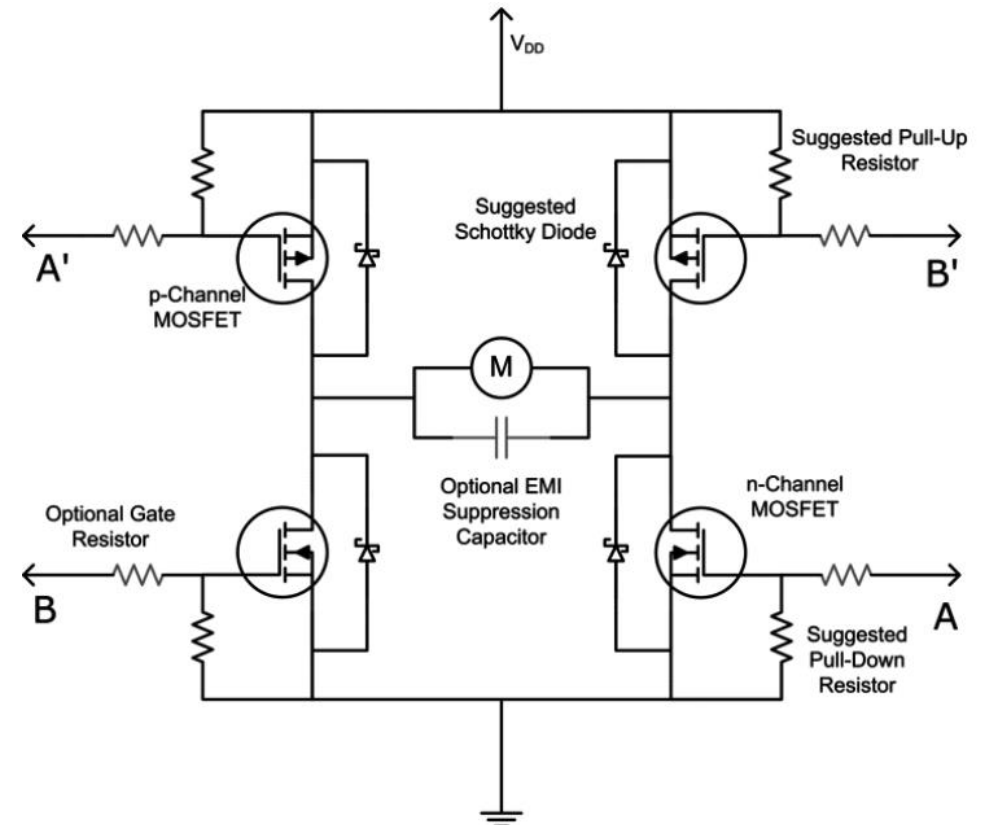 VDD
Suggested Pull-Up
Resistor
Suggested
Schottky Diode
A'
B'
p-Channel
MOSFET
M
Optional EMI
Suppression
Capacitor
n-Channel
MOSFET
Optional Gate
Resistor
B
A
Suggested
Pull-Down
Resistor